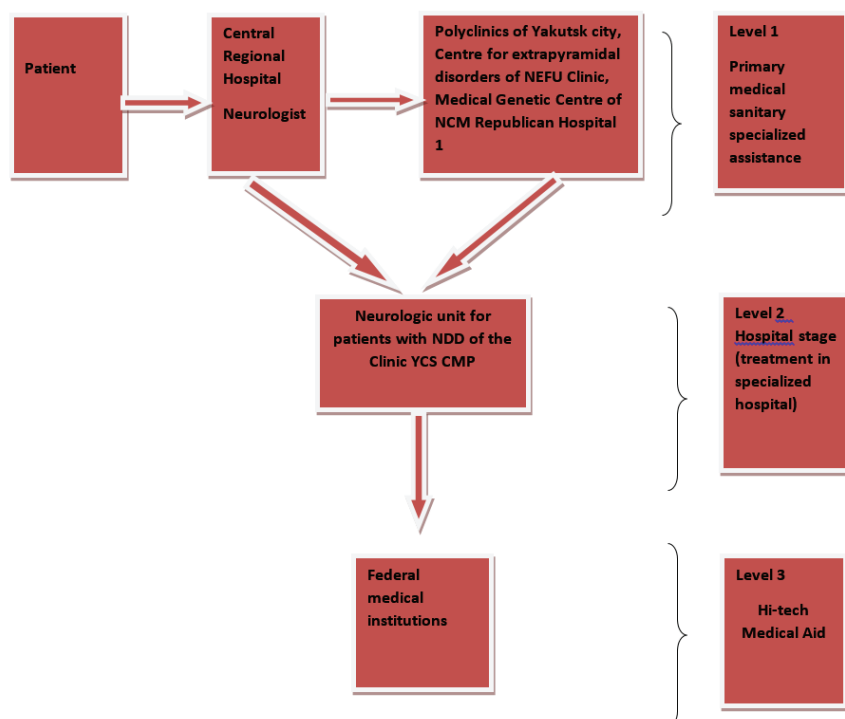 Patient
Central
Regional
Hospital
Neurologist
Polyclinics of Yakutsk city,
Centre for extrapyramidal
disorders of NEFU Clinic,
Medical Genetic Centre of
NCM Republican Hospital
1
Level 1
Primary
medical
sanitary
specialized
assistance
Neurologic unit for
patients with NDD of the
Clinic YCS CMP
Level 2
Hospital stage
(treatment in
specialized
hospital)
Federal
medical
institutions
Level 3
Hi-tech
Medical Aid